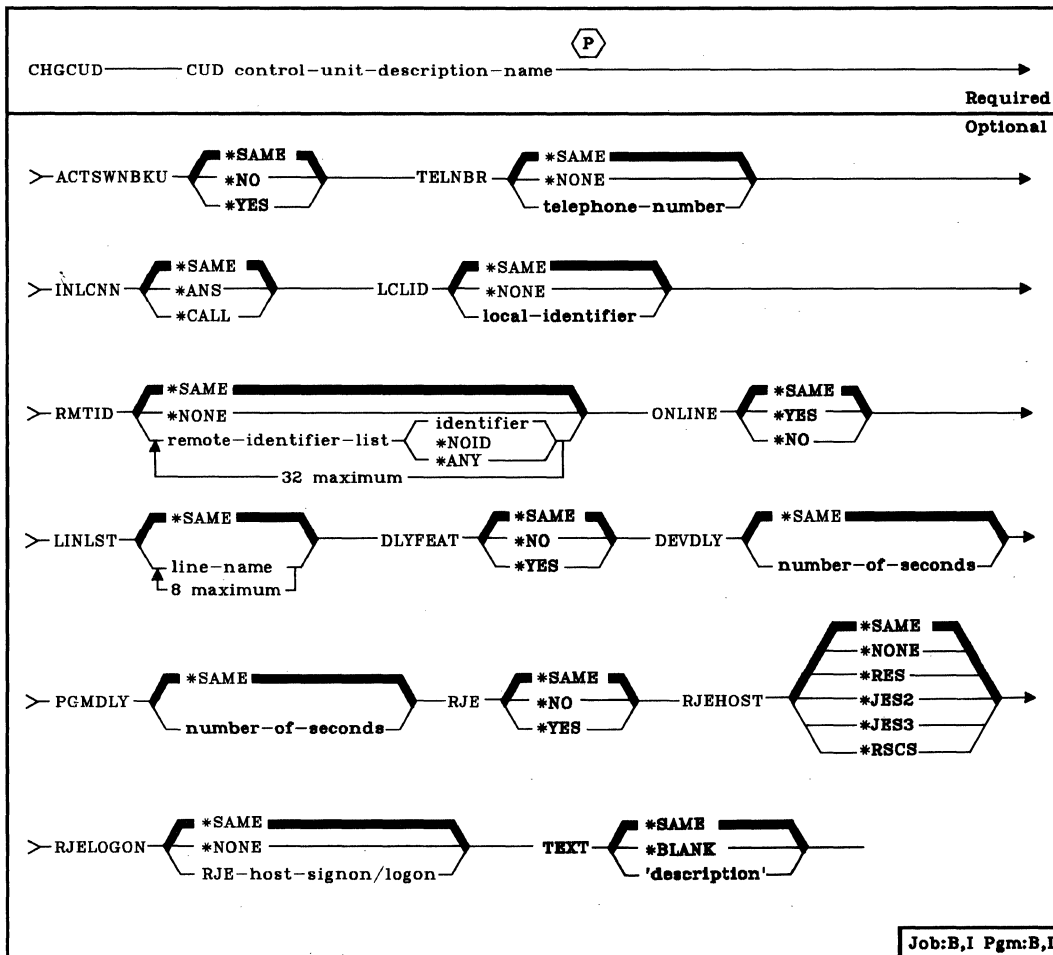 P
CHGCUD CUD control-unit-description-name
Required
Optional
ACTSWNBKU *SAME *NO *YES TELNBR *SAME *NONE telephone-number
INLCNN *SAME *ANS *CALL LCLID *SAME *NONE local-identifier
RMTID *SAME *NONE remote-identifier-list identifier *NOID *ANY 32 maximum ONLINE *SAME *YES *NO
LINLST *SAME line-name 8 maximum DLYFEAT *SAME *NO *YES DEVDLY *SAME number-of-seconds
PGMDLY *SAME number-of-seconds RJE *SAME *NO *YES RJEHOST *SAME *NONE *RES *JES2 *JES3 *RSCS
RJELOGON *SAME *NONE RJE-host-signon/logon TEXT *SAME *BLANK 'description'
Job:B,I Pgm:B,I